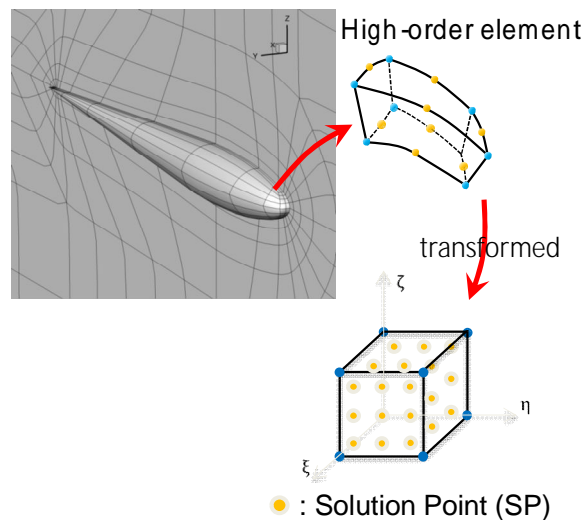 High-order element
Z
X
Y
transformed
ζ
η
ξ
: Solution Point (SP)